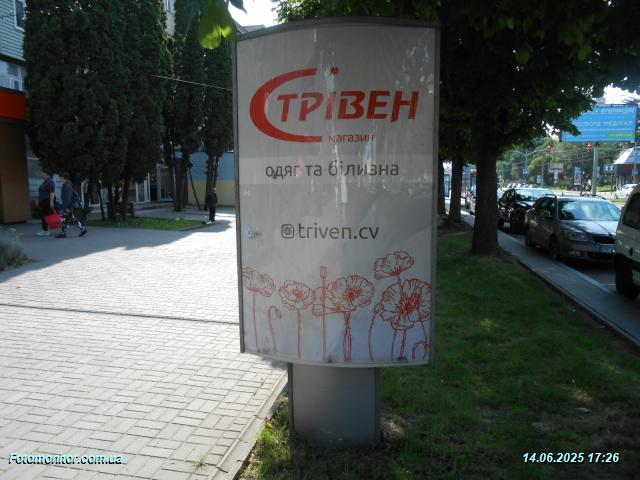 ТРІВЕН
магазин
одяг та білизна
triven.cv
Fotomonitor.com.ua
14.06.2025 17:26